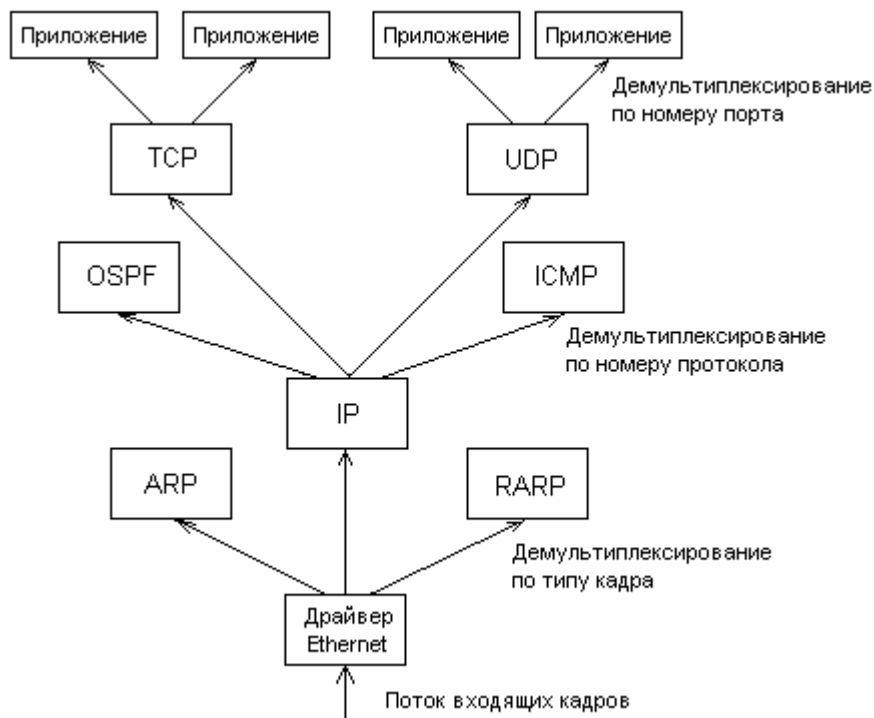 Приложение
Приложение
Приложение
Приложение
Демультиплексирование
по номеру порта
TCP
UDP
OSPF
ICMP
Демультиплексирование
по номеру протокола
IP
ARP
RARP
Демультиплексирование
по типу кадра
Драйвер
Ethernet
Поток входящих кадров